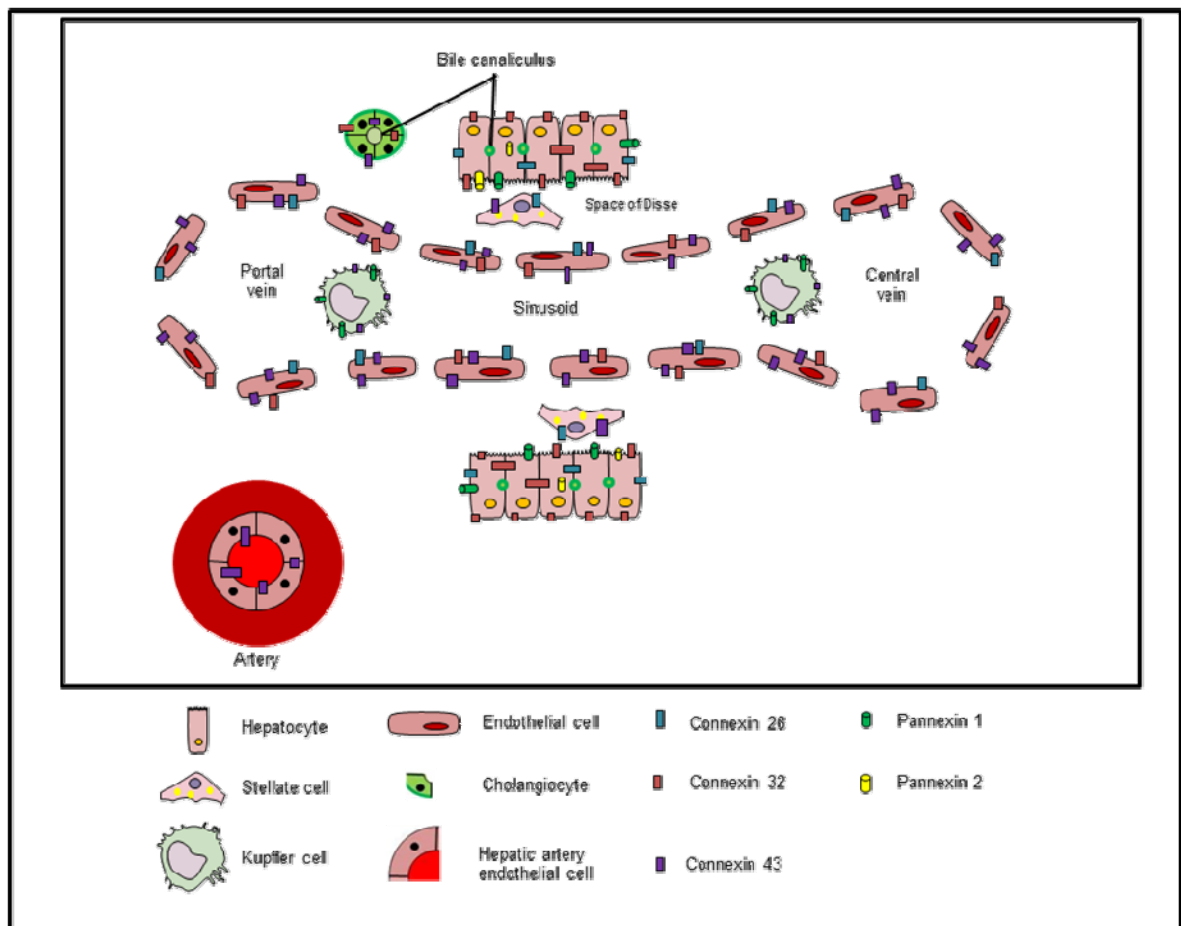 Bile canaliculus
Space of Disse
Portal
vein
Sinusoid
Central
vein
Artery
Hepatocyte
Endothelial cell
Connexin 26
Pannexin 1
Stellate cell
Cholangiocyte
Connexin 32
Pannexin 2
Kupffer cell
Hepatic artery
endothelial cell
Connexin 43